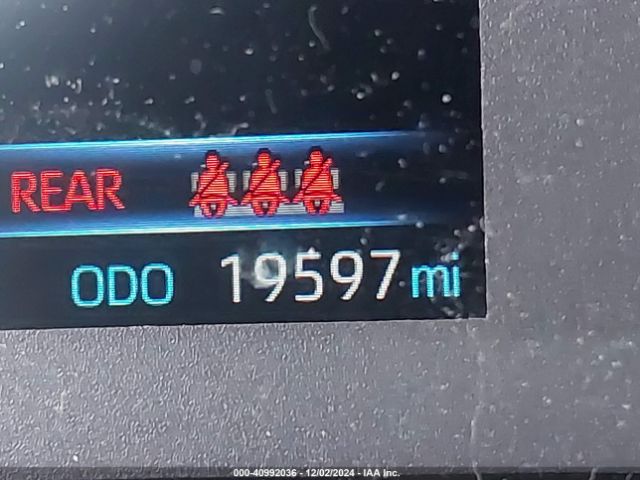 REAR
ODO 19597 mi
000-40992036 - 12/02/2024 - IAA Inc.